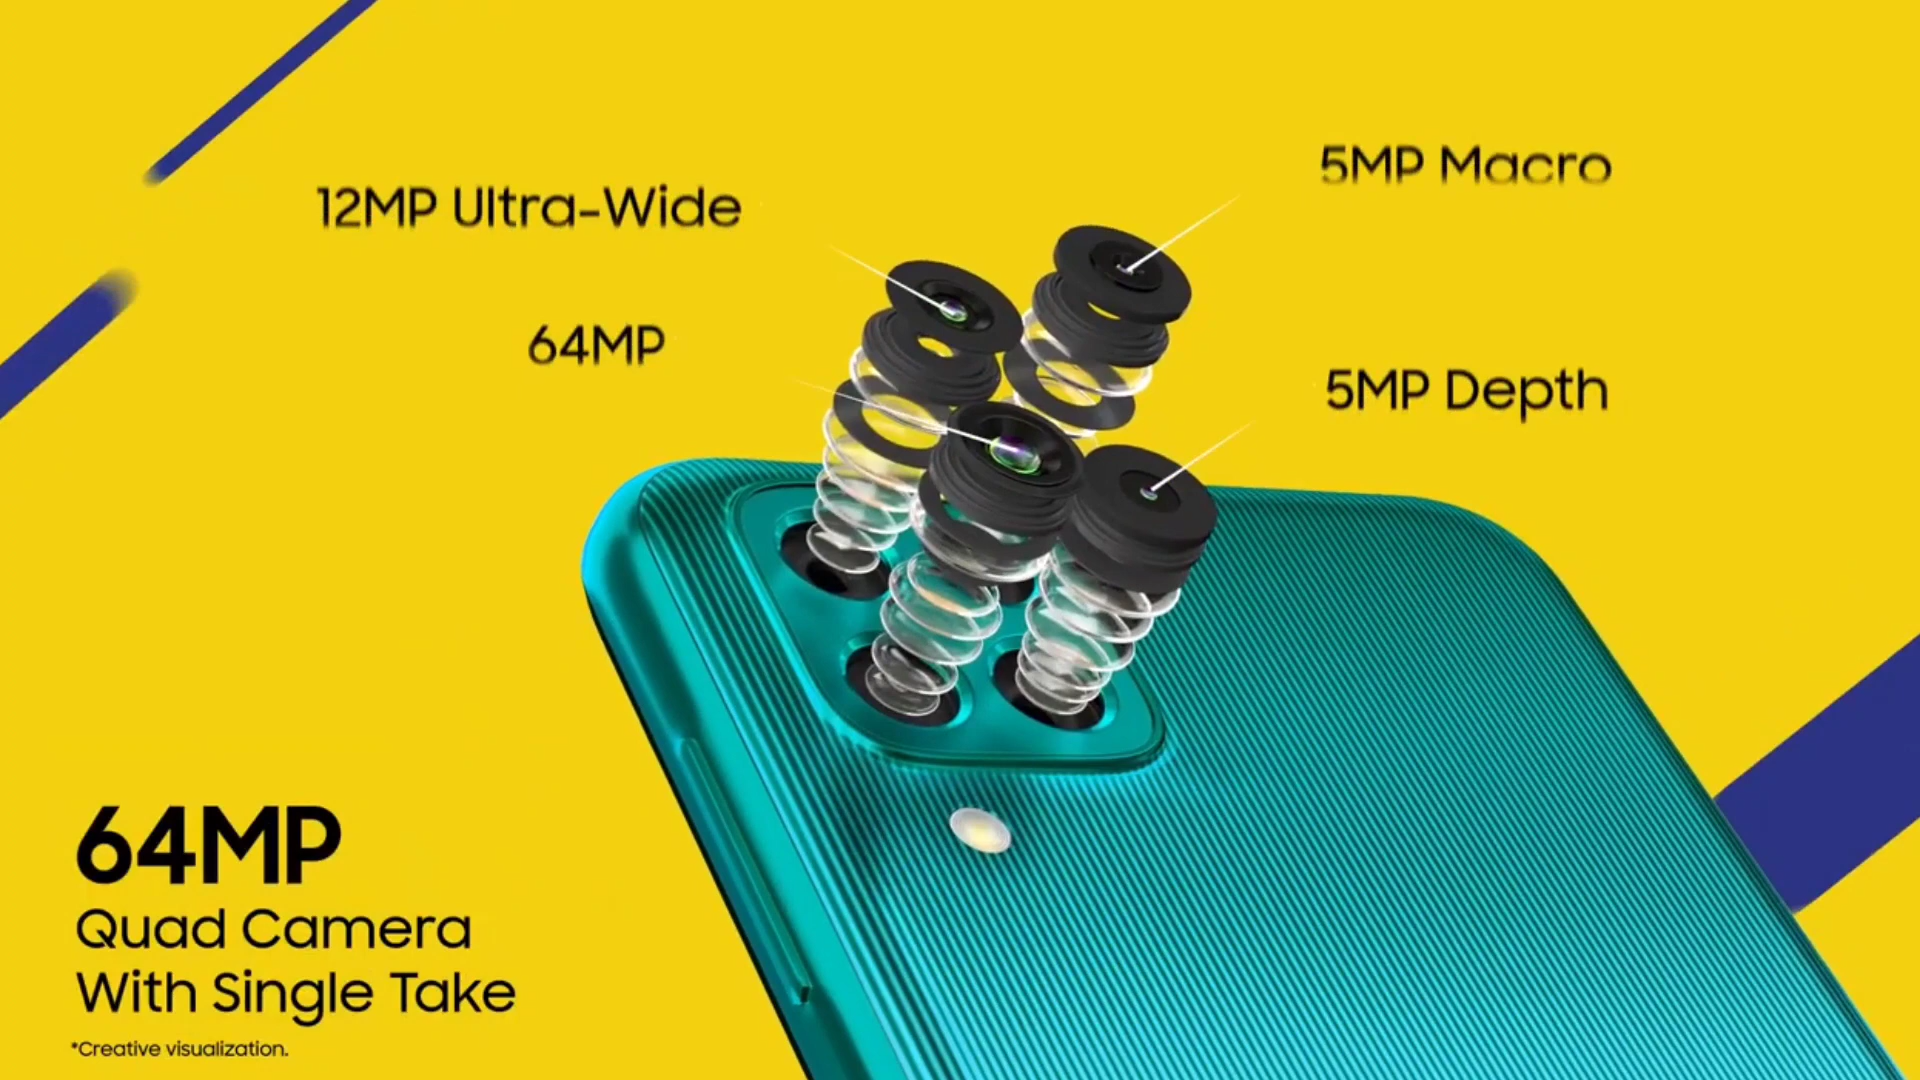 12MP Ultra-Wide
5MP Macro
64MP
5MP Depth
64MP
Quad Camera
With Single Take
*Creative visualization.